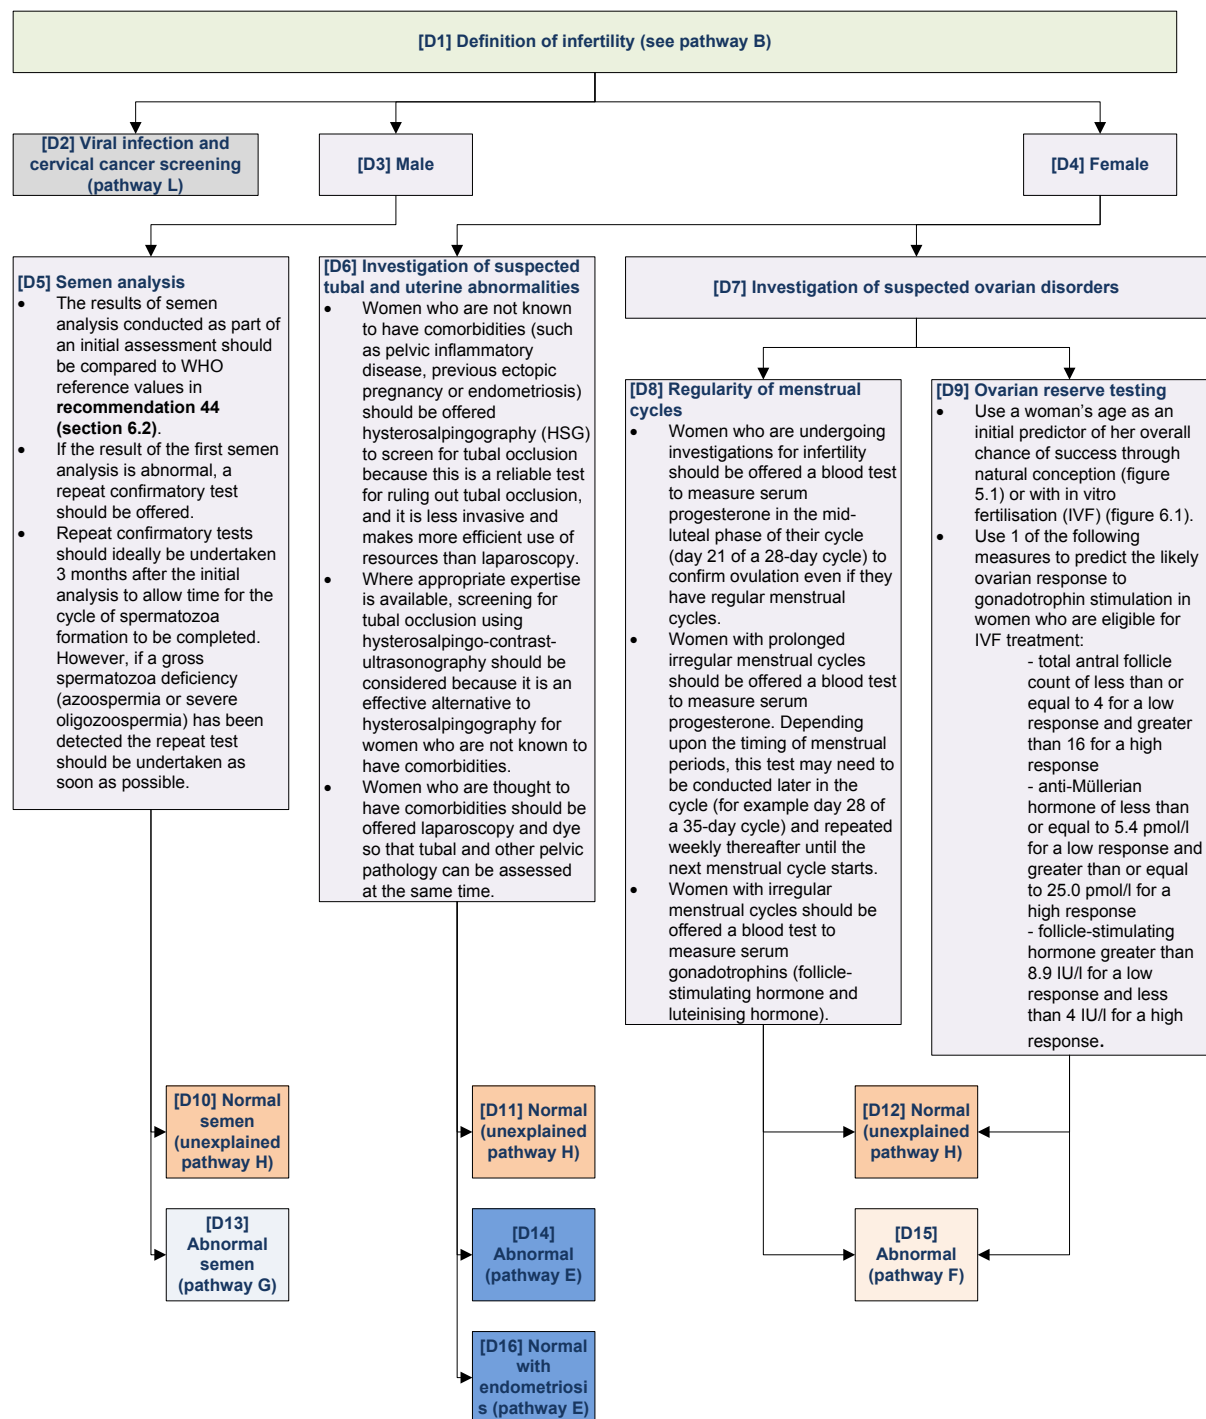 [D1] Definition of infertility (see pathway B)
[D2] Viral infection and
cervical cancer screening
(pathway L)
[D3] Male
[D4] Female
[D5] Semen analysis
• The results of semen
analysis conducted as part of
an initial assessment should
be compared to WHO
reference values in
recommendation 44
(section 6.2).
• If the result of the first semen
analysis is abnormal, a
repeat confirmatory test
should be offered.
• Repeat confirmatory tests
should ideally be undertaken
3 months after the initial
analysis to allow time for the
cycle of spermatozoa
formation to be completed.
However, if a gross
spermatozoa deficiency
(azoospermia or severe
oligozoospermia) has been
detected the repeat test
should be undertaken as
soon as possible.
[D6] Investigation of suspected
tubal and uterine abnormalities
• Women who are not known
to have comorbidities (such
as pelvic inflammatory
disease, previous ectopic
pregnancy or endometriosis)
should be offered
hysterosalpingography (HSG)
to screen for tubal occlusion
because this is a reliable test
for ruling out tubal occlusion,
and it is less invasive and
makes more efficient use of
resources than laparoscopy.
• Where appropriate expertise
is available, screening for
tubal occlusion using
hysterosalpingo-contrast-
ultrasonography should be
considered because it is an
effective alternative to
hysterosalpingography for
women who are not known to
have comorbidities.
• Women who are thought to
have comorbidities should be
offered laparoscopy and dye
so that tubal and other pelvic
pathology can be assessed
at the same time.
[D7] Investigation of suspected ovarian disorders
[D8] Regularity of menstrual
cycles
• Women who are undergoing
investigations for infertility
should be offered a blood test
to measure serum
progesterone in the mid-
luteal phase of their cycle
(day 21 of a 28-day cycle) to
confirm ovulation even if they
have regular menstrual
cycles.
• Women with prolonged
irregular menstrual cycles
should be offered a blood test
to measure serum
progesterone. Depending
upon the timing of menstrual
periods, this test may need to
be conducted later in the
cycle (for example day 28 of
a 35-day cycle) and repeated
weekly thereafter until the
next menstrual cycle starts.
• Women with irregular
menstrual cycles should be
offered a blood test to
measure serum
gonadotrophins (follicle-
stimulating hormone and
luteinising hormone).
[D9] Ovarian reserve testing
• Use a woman’s age as an
initial predictor of her overall
chance of success through
natural conception (figure
5.1) or with in vitro
fertilisation (IVF) (figure 6.1).
• Use 1 of the following
measures to predict the likely
ovarian response to
gonadotrophin stimulation in
women who are eligible for
IVF treatment:
- total antral follicle
count of less than or
equal to 4 for a low
response and greater
than 16 for a high
response
- anti-Müllerian
hormone of less than
or equal to 5.4 pmol/l
for a low response and
greater than or equal
to 25.0 pmol/l for a
high response
- follicle-stimulating
hormone greater than
8.9 IU/l for a low
response and less
than 4 IU/l for a high
response.
[D10] Normal
semen
(unexplained
pathway H)
[D11] Normal
(unexplained
pathway H)
[D12] Normal
(unexplained
pathway H)
[D13]
Abnormal
semen
(pathway G)
[D14]
Abnormal
(pathway E)
[D15]
Abnormal
(pathway F)
[D16] Normal
with
endometriosi
s (pathway E)